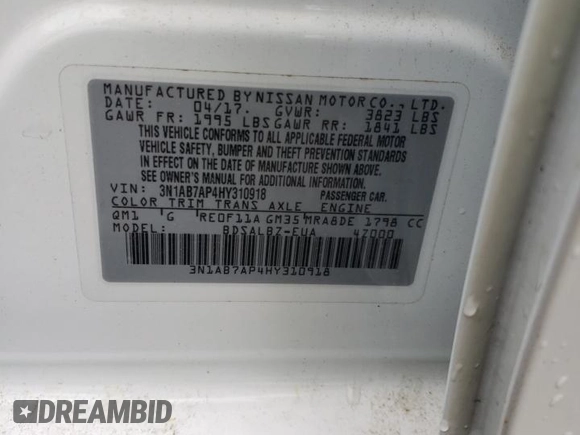 MANUFACTURED BY NISSAN MOTOR CO., LTD.
DATE: 04/17. GVWR: 3823 LBS
GAWR FR: 1995 LBS GAWR RR: 1841 LBS
THIS VEHICLE CONFORMS TO ALL APPLICABLE FEDERAL MOTOR
VEHICLE SAFETY, BUMPER AND THEFT PREVENTION STANDARDS
IN EFFECT ON THE DATE OF MANUFACTURE SHOWN ABOVE.
SEE OWNER'S MANUAL FOR ADDITIONAL INFORMATION.
VIN: 3N1AB7AP4HY310918 PASSENGER CAR.
COLOR TRIM TRANS AXLE ENGINE
QM1 G RE0F11A GM35 MRA8DE 1798 CC
MODEL: BDSALBZ-EUA 42000
3N1AB7AP4HY310918
DREAMBID